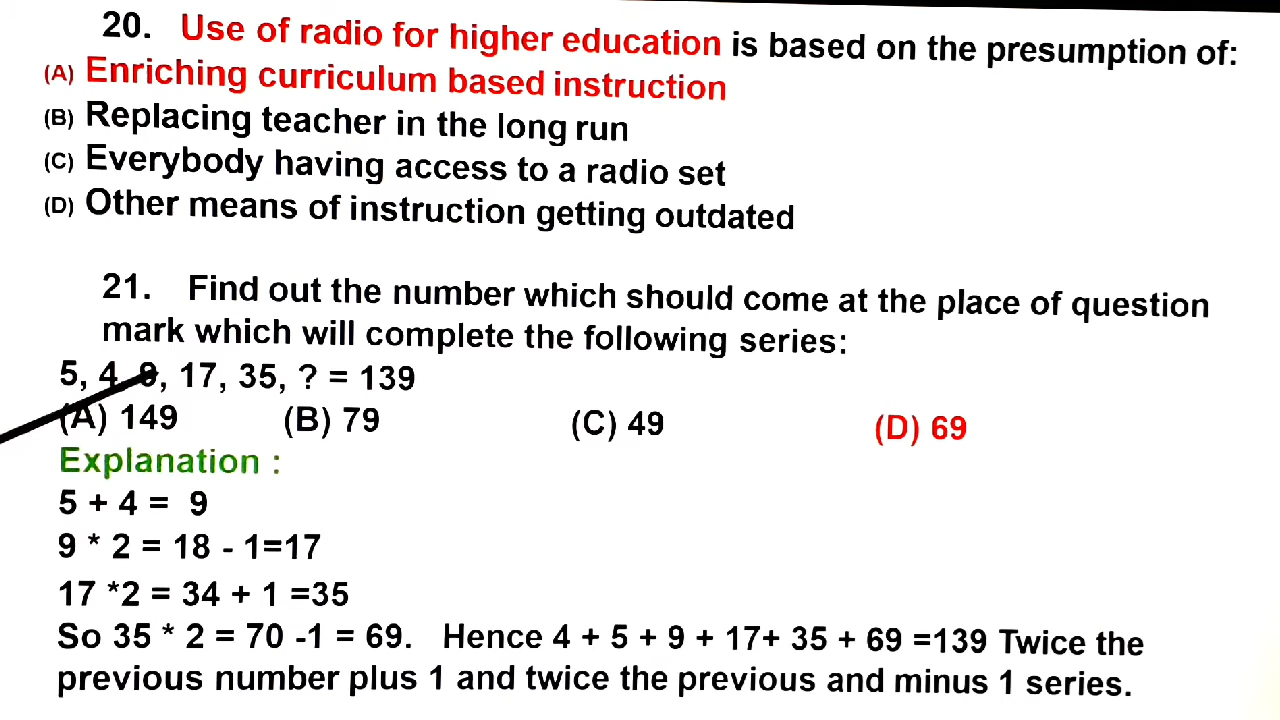 20. Use of radio for higher education is based on the presumption of:
(A) Enriching curriculum based instruction
(B) Replacing teacher in the long run
(C) Everybody having access to a radio set
(D) Other means of instruction getting outdated
21. Find out the number which should come at the place of question
mark which will complete the following series:
5, 4, 9, 17, 35, ? = 139
(A) 149 (B) 79 (C) 49 (D) 69
Explanation :
5 + 4 = 9
9 * 2 = 18 - 1=17
17 *2 = 34 + 1 =35
So 35 * 2 = 70 -1 = 69. Hence 4 + 5 + 9 + 17+ 35 + 69 =139 Twice the
previous number plus 1 and twice the previous and minus 1 series.